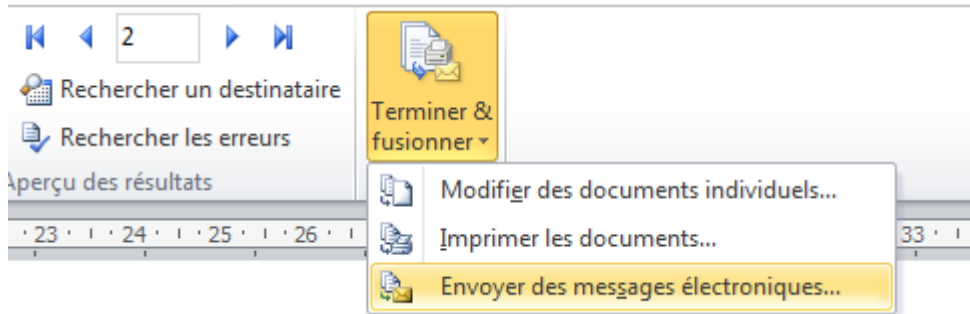 2
Rechercher un destinataire
Rechercher les erreurs
Aperçu des résultats
Terminer &
fusionner
Modifier des documents individuels...
Imprimer les documents...
Envoyer des messages électroniques...
23 24 25 26 33